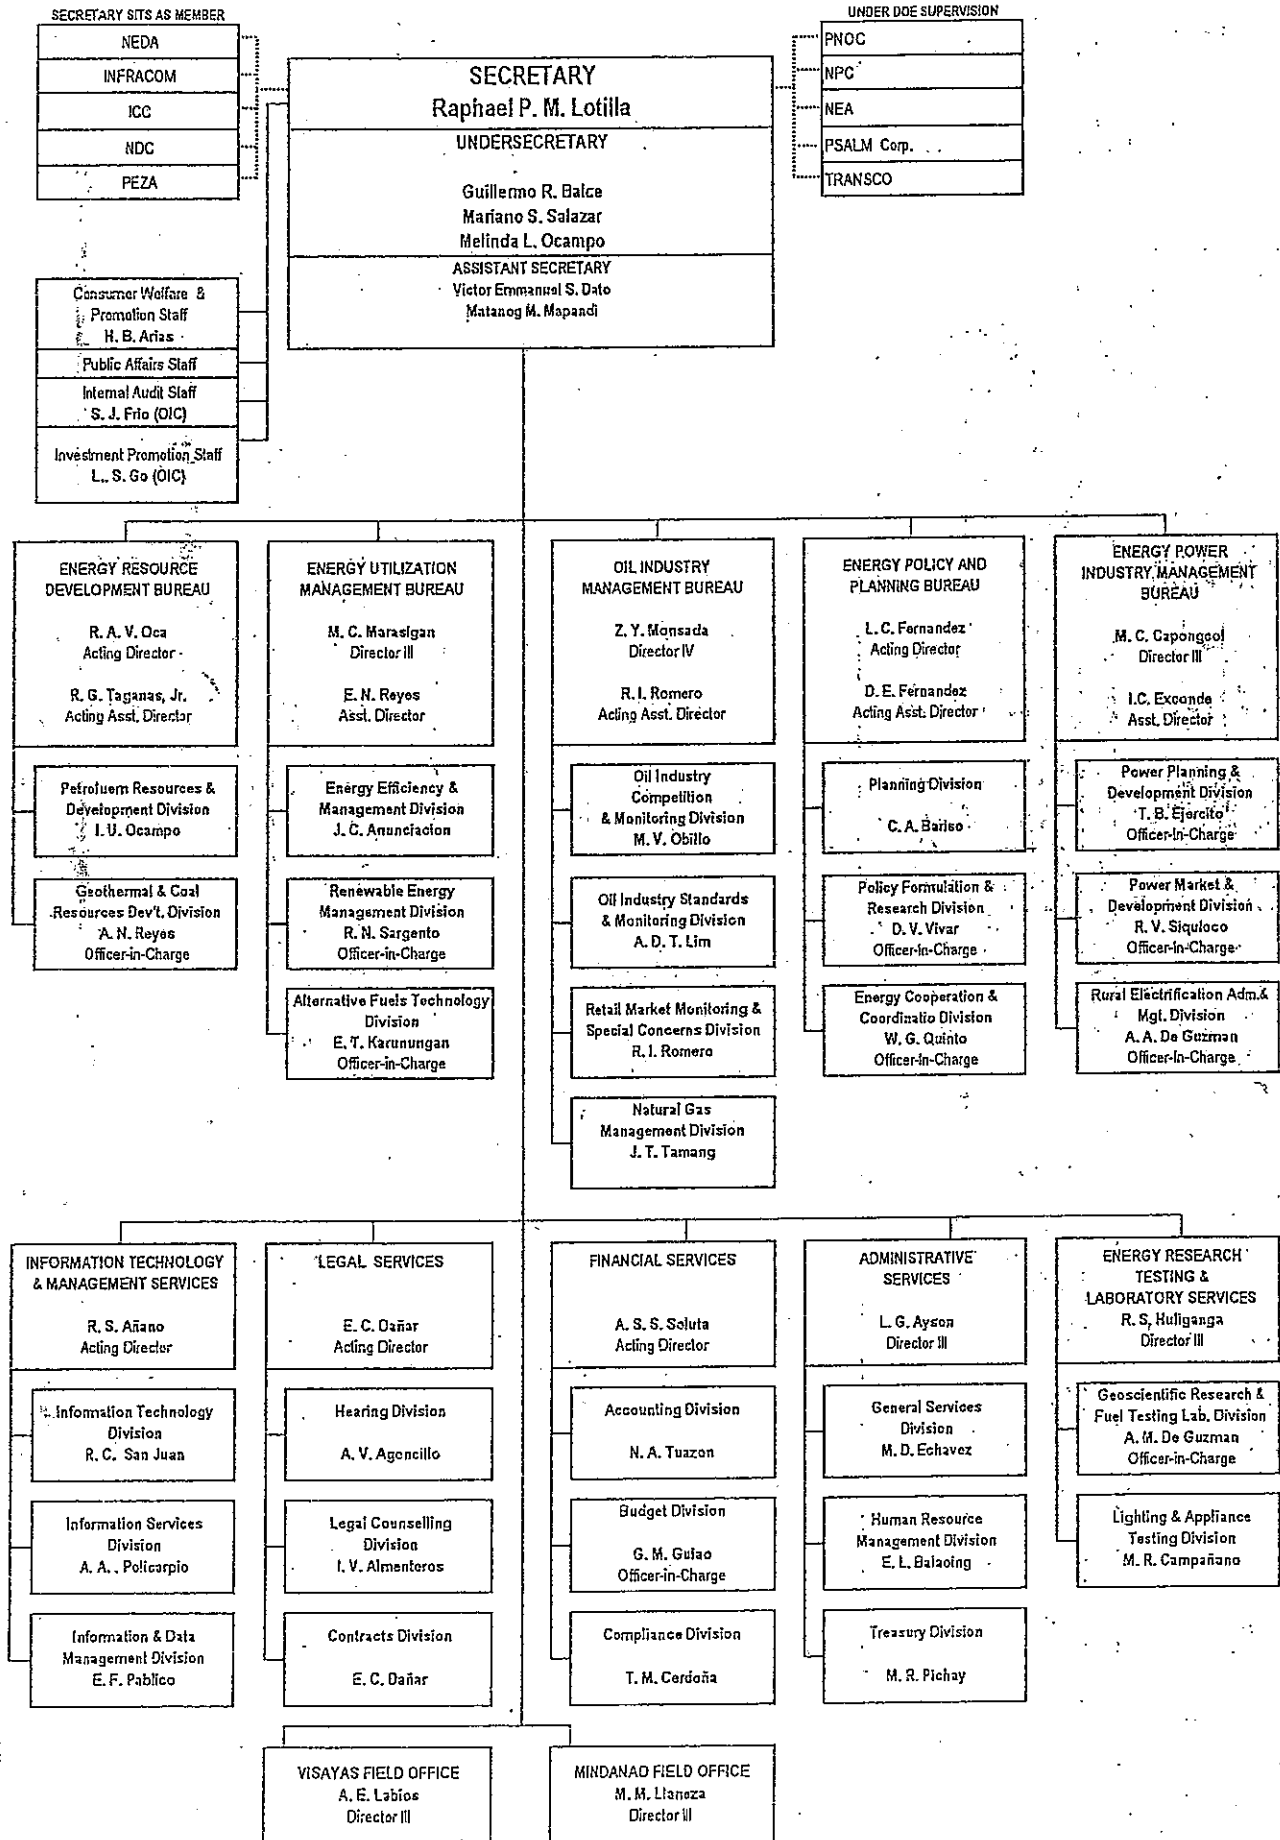 SECRETARY SITS AS MEMBER
NEDA
INFRACOM
ICC
NDC
PEZA
UNDER DOE SUPERVISION
PNOC
NPC
NEA
PSALM Corp.
TRANSCO
SECRETARY
Raphael P. M. Lotilla
UNDERSECRETARY
Guillermo R. Balce
Mariano S. Salazar
Melinda L. Ocampo
ASSISTANT SECRETARY
Victor Emmanuel S. Dato
Matanog M. Mapandi
Consumer Welfare &
Promotion Staff
H. B. Arias
Public Affairs Staff
Internal Audit Staff
S. J. Frio (OIC)
Investment Promotion Staff
L. S. Go (OIC)
ENERGY RESOURCE
DEVELOPMENT BUREAU
R. A. V. Oca
Acting Director
R. G. Taganas, Jr.
Acting Asst. Director
Petrofuem Resources &
Development Division
I. U. Ocampo
Geothermal & Coal
Resources Dev't. Division
A. N. Reyes
Officer-in-Charge
ENERGY UTILIZATION
MANAGEMENT BUREAU
M. C. Marasigan
Director III
E. N. Reyes
Asst. Director
Energy Efficiency &
Management Division
J. C. Anunciacion
Renewable Energy
Management Division
R. N. Sargento
Officer-in-Charge
Alternative Fuels Technology
Division
E. T. Karunungan
Officer-in-Charge
OIL INDUSTRY
MANAGEMENT BUREAU
Z. Y. Monsada
Director IV
R. I. Romero
Acting Asst. Director
Oil Industry
Competition
& Monitoring Division
M. V. Obillo
Oil Industry Standards
& Monitoring Division
A. D. T. Lim
Retail Market Monitoring &
Special Concerns Division
R. I. Romero
Natural Gas
Management Division
J. T. Tamang
ENERGY POLICY AND
PLANNING BUREAU
L. C. Fernandez
Acting Director
D. E. Fernandez
Acting Asst. Director
Planning Division
C. A. Bariso
Policy Formulation &
Research Division
D. V. Vivar
Officer-in-Charge
Energy Cooperation &
Coordinatio Division
W. G. Quinto
Officer-in-Charge
ENERGY POWER
INDUSTRY MANAGEMENT
BUREAU
M. C. Capongcol
Director III
I.C. Exconde
Asst. Director
Power Planning &
Development Division
T. B. Ejercito
Officer-In-Charge
Power Market &
Development Division
R. V. Siquioco
Officer-in-Charge
Rural Electrification Adm.&
Mgt. Division
A. A. De Guzman
Officer-In-Charge
INFORMATION TECHNOLOGY
& MANAGEMENT SERVICES
R. S. Añano
Acting Director
Information Technology
Division
R. C. San Juan
Information Services
Division
A. A. Policarpio
Information & Data
Management Division
E. F. Pablico
LEGAL SERVICES
E. C. Dañar
Acting Director
Hearing Division
A. V. Agoncillo
Legal Counselling
Division
I. V. Almenteros
Contracts Division
E. C. Dañar
FINANCIAL SERVICES
A. S. S. Soluta
Acting Director
Accounting Division
N. A. Tuazon
Budget Division
G. M. Guiao
Officer-in-Charge
Compliance Division
T. M. Cerdoña
ADMINISTRATIVE
SERVICES
L. G. Ayson
Director III
General Services
Division
M. D. Echavez
Human Resource
Management Division
E. L. Balaoing
Treasury Division
M. R. Pichay
ENERGY RESEARCH
TESTING &
LABORATORY SERVICES
R. S. Huliganga
Director III
Geoscientific Research &
Fuel Testing Lab. Division
A. M. De Guzman
Officer-in-Charge
Lighting & Appliance
Testing Division
M. R. Campañano
VISAYAS FIELD OFFICE
A. E. Labios
Director III
MINDANAO FIELD OFFICE
M. M. Llaneza
Director III